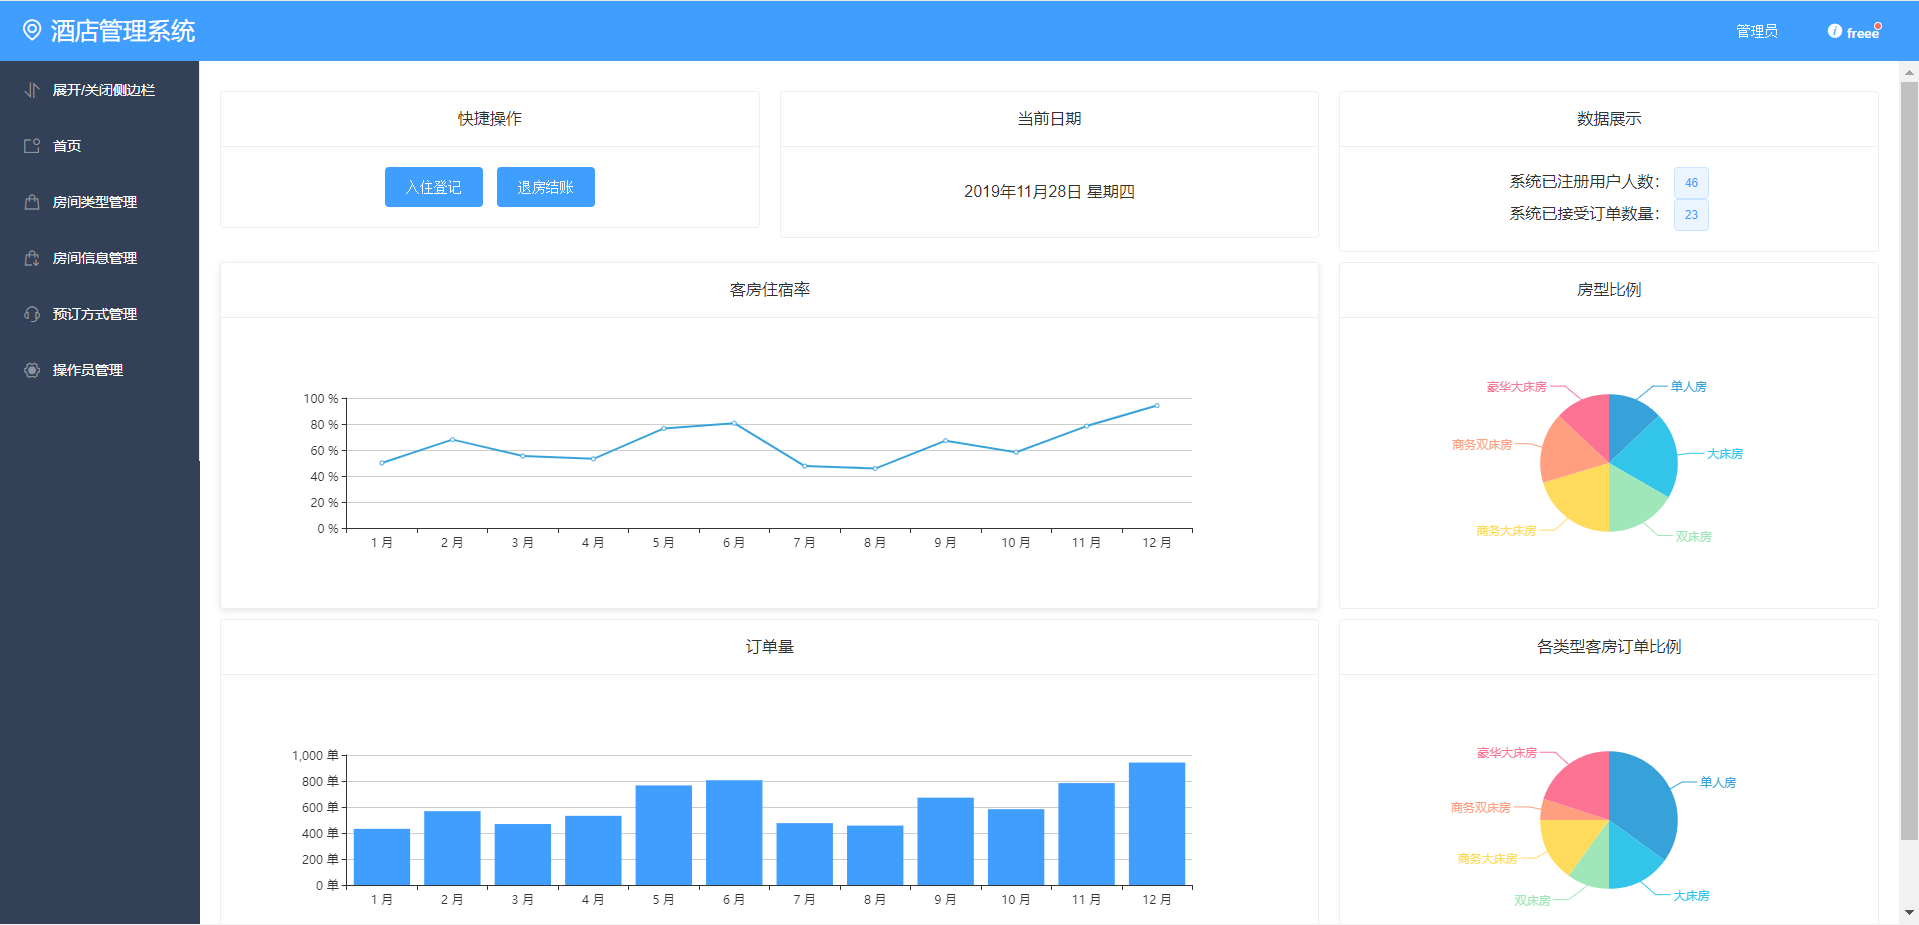 酒店管理系统
管理员
freee
展开/关闭侧边栏
首页
房间类型管理
房间信息管理
预订方式管理
操作员管理
快捷操作
入住登记
退房结账
当前日期
2019年11月28日 星期四
数据展示
系统已注册用户人数： 46
系统已接受订单数量： 23
客房住宿率
100 %
80 %
60 %
40 %
20 %
0 %
1 月 2 月 3 月 4 月 5 月 6 月 7 月 8 月 9 月 10 月 11 月 12 月
房型比例
豪华大床房
单人房
商务双床房
大床房
商务大床房
双床房
订单量
1,000 单
800 单
600 单
400 单
200 单
0 单
1 月 2 月 3 月 4 月 5 月 6 月 7 月 8 月 9 月 10 月 11 月 12 月
各类型客房订单比例
豪华大床房
单人房
商务双床房
商务大床房
大床房
双床房